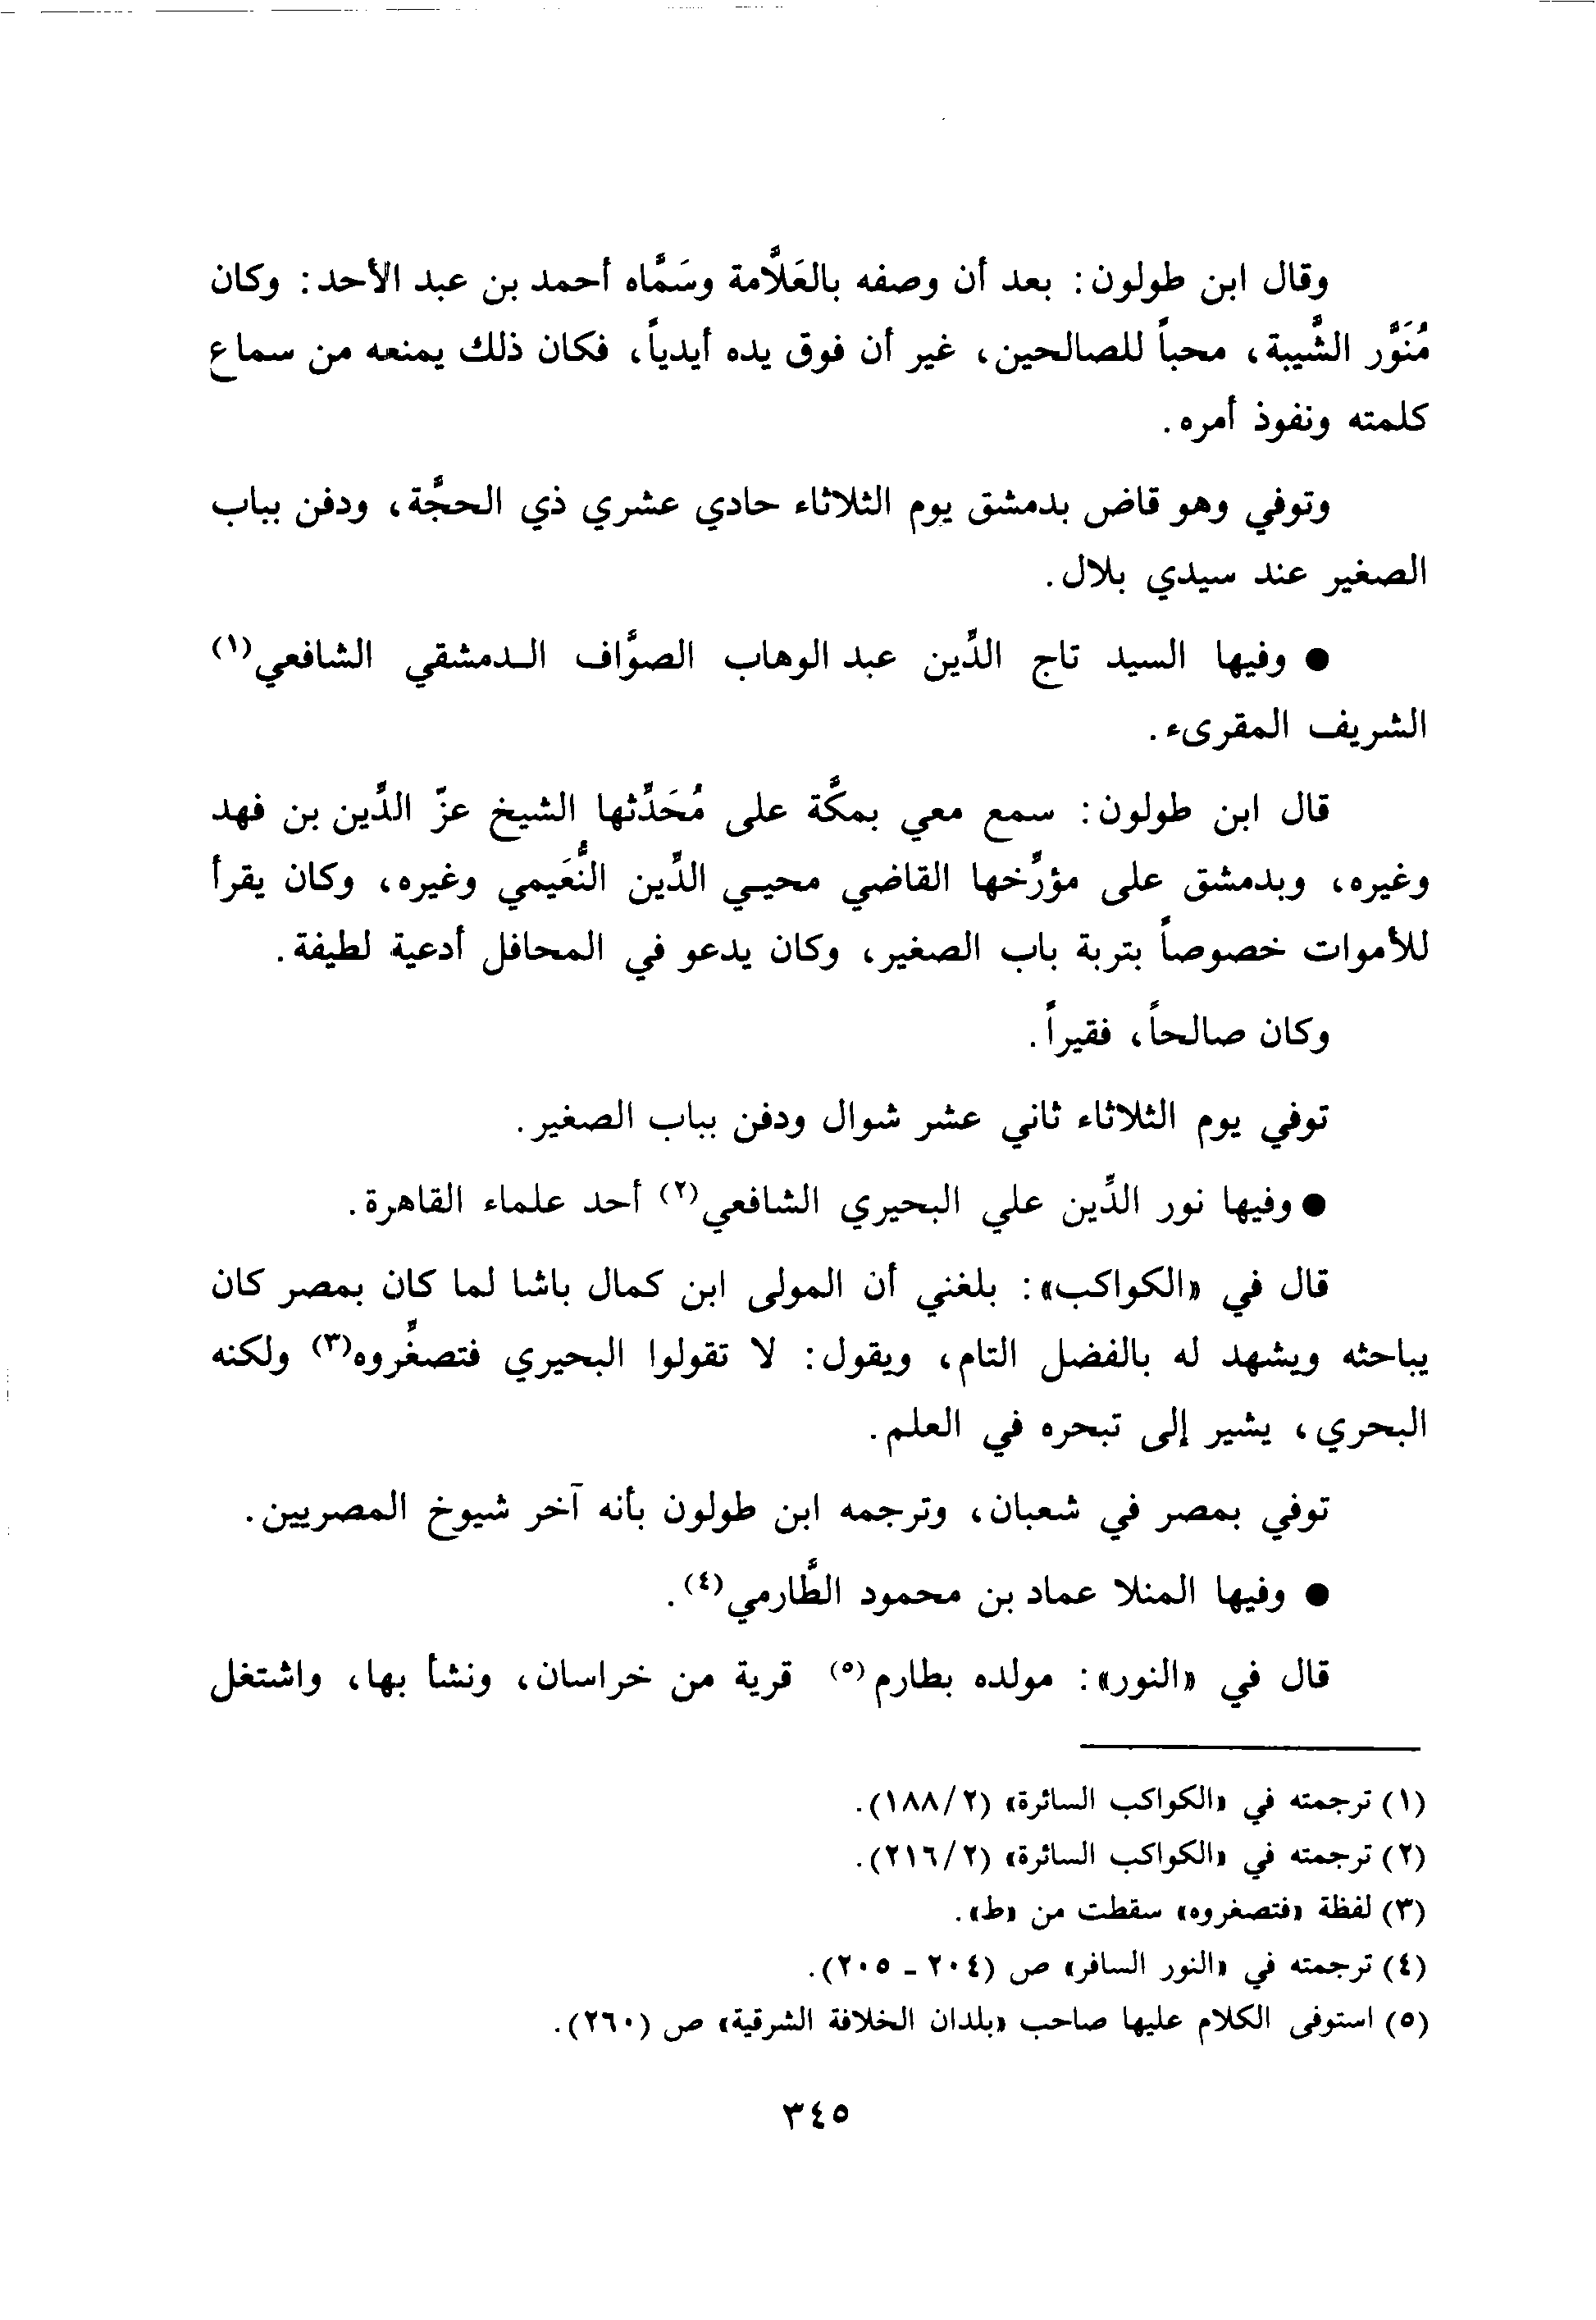 وقال ابن طولون: بعد أن وصفه بالعَلاَّمة وسَمَّاه أحمد بن عبد الأحد: وكان
مُنَوَّر الشَّيبة، محباً للصالحين، غير أن فوق يده أيدياً، فكان ذلك يمنعه من سماع
كلمته ونفوذ أمره.
وتوفي وهو قاض بدمشق يوم الثلاثاء حادي عشري ذي الحجَّة، ودفن بباب
الصغير عند سيدي بلال.
● وفيها السيد تاج الدِّين عبد الوهاب الصوَّاف الـدمشقي الشافعي(١)
الشريف المقرىء.
قال ابن طولون: سمع معي بمكَّة على مُحَدِّثها الشيخ عزّ الدِّين بن فهد
وغيره، وبدمشق على مؤرِّخها القاضي محيـي الدِّين النُّعَيمي وغيره، وكان يقرأ
للأموات خصوصاً بتربة باب الصغير، وكان يدعو في المحافل أدعية لطيفة.
وكان صالحاً، فقيراً.
توفي يوم الثلاثاء ثاني عشر شوال ودفن بباب الصغير.
● وفيها نور الدِّين علي البحيري الشافعي(٢) أحد علماء القاهرة.
قال في «الكواكب»: بلغني أن المولى ابن كمال باشا لما كان بمصر كان
يباحثه ويشهد له بالفضل التام، ويقول: لا تقولوا البحيري فتصغِّروه(٣) ولكنه
البحري، يشير إلى تبحره في العلم.
توفي بمصر في شعبان، وترجمه ابن طولون بأنه آخر شيوخ المصريين.
● وفيها المنلا عماد بن محمود الطَّارمي(٤).
قال في «النور»: مولده بطارم(٥) قرية من خراسان، ونشأ بها، واشتغل
(١) ترجمته في «الكواكب السائرة» (١٨٨/٢).
(٢) ترجمته في «الكواكب السائرة» (٢١٦/٢).
(٣) لفظة «فتصغروه» سقطت من «ط».
(٤) ترجمته في «النور السافر» ص (٢٠٤ - ٢٠٥).
(٥) استوفى الكلام عليها صاحب «بلدان الخلافة الشرقية» ص (٢٦٠).
٣٤٥